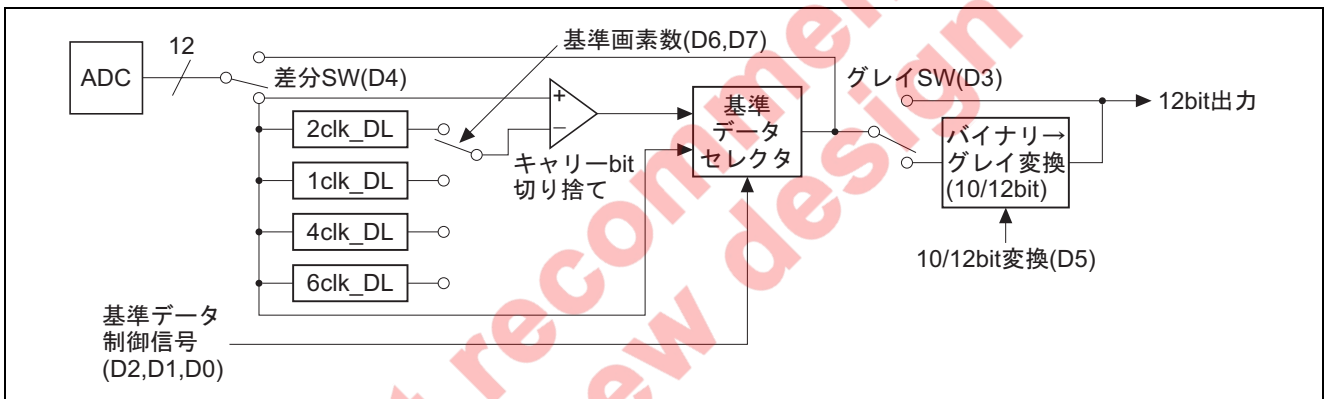 ADC
12
差分SW(D4)
基準画素数(D6,D7)
2clk_DL
1clk_DL
4clk_DL
6clk_DL
+
−
キャリーbit
切り捨て
基準
データ
セレクタ
グレイSW(D3)
バイナリ→
グレイ変換
(10/12bit)
12bit出力
10/12bit変換(D5)
基準データ
制御信号
(D2,D1,D0)
t recommen
ew design